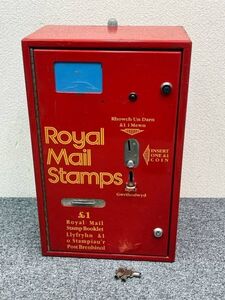 Rhowch Un Darn
£1 i Mewn
Royal
Mail
Stamps
INSERT
ONE £1
COIN
Gwrthodwyd
£1
Royal Mail
Stamp Booklet
Llyfryn £1
o Stampiau'r
Post Brenhinol